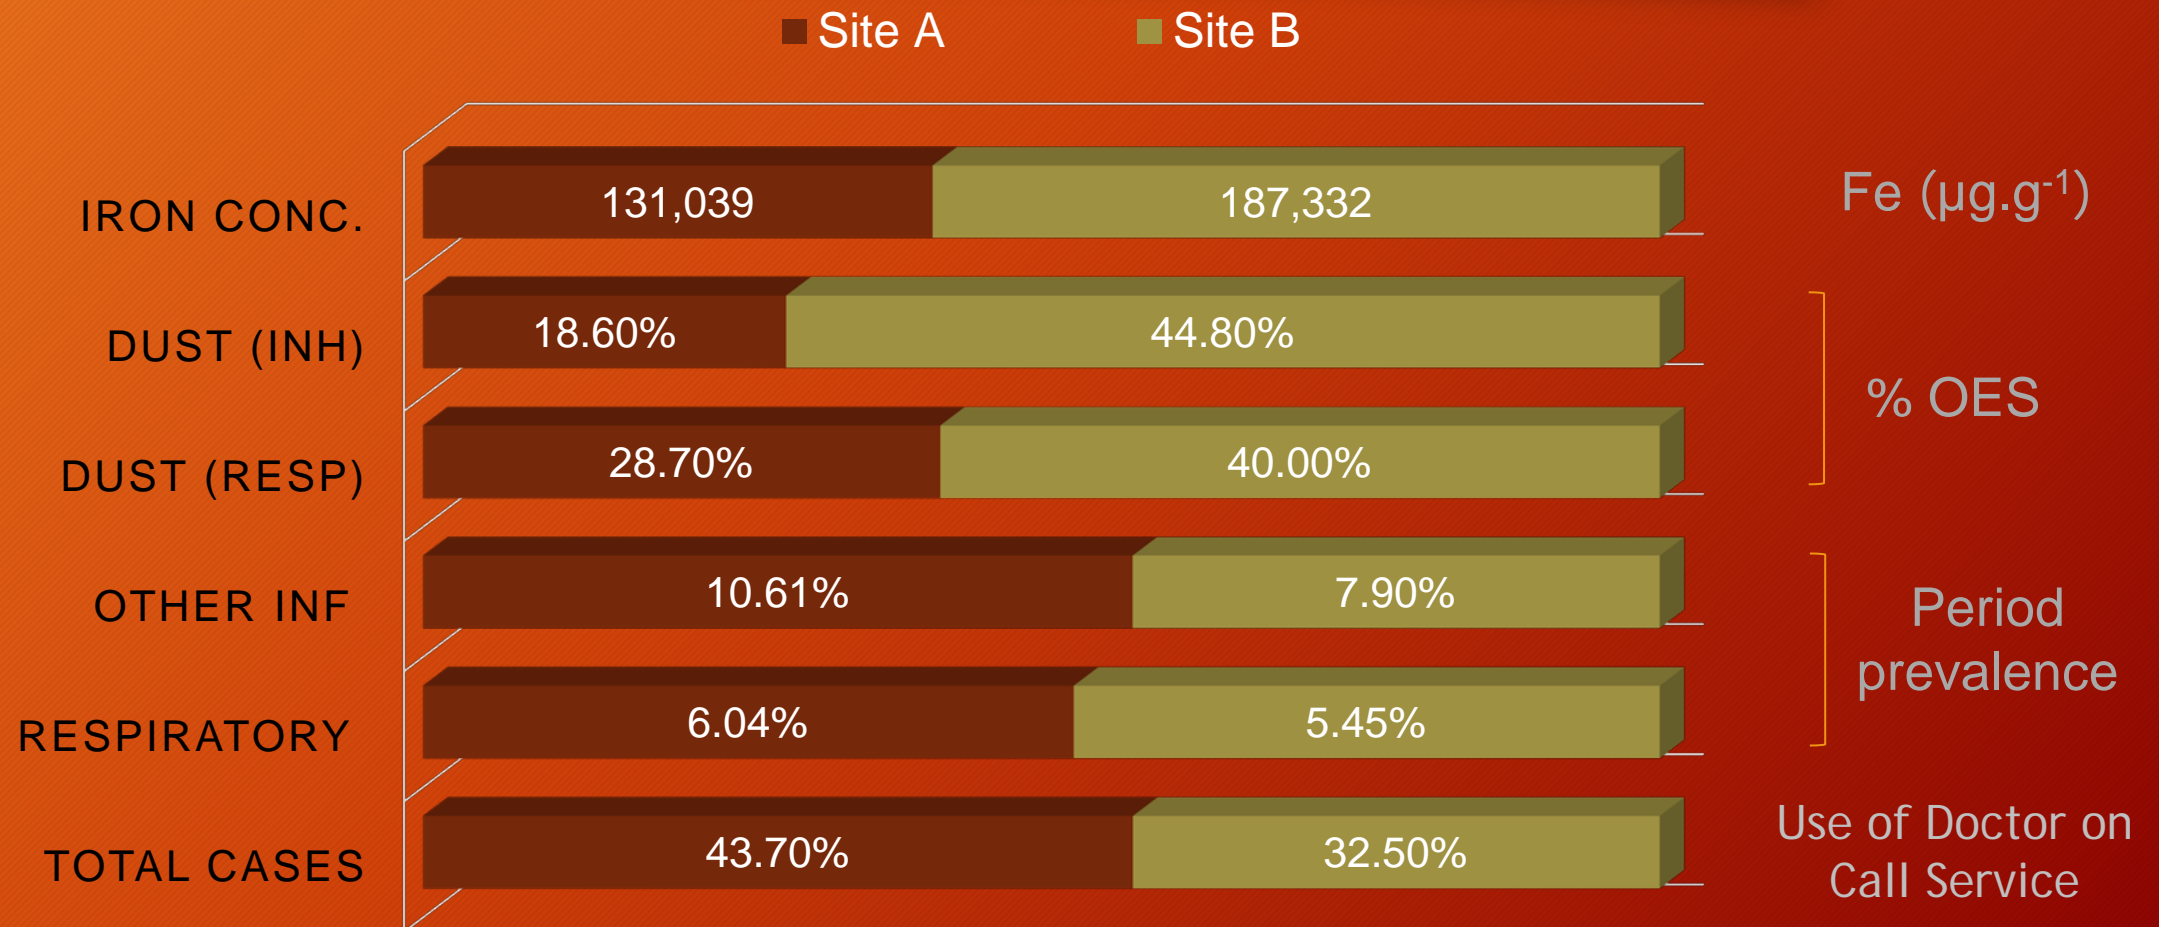 Site A Site B
IRON CONC. 131,039 187,332 Fe (µg.g-1)
DUST (INH) 18.60% 44.80%
% OES
DUST (RESP) 28.70% 40.00%
OTHER INF 10.61% 7.90%
Period
prevalence
RESPIRATORY 6.04% 5.45%
TOTAL CASES 43.70% 32.50%
Use of Doctor on
Call Service